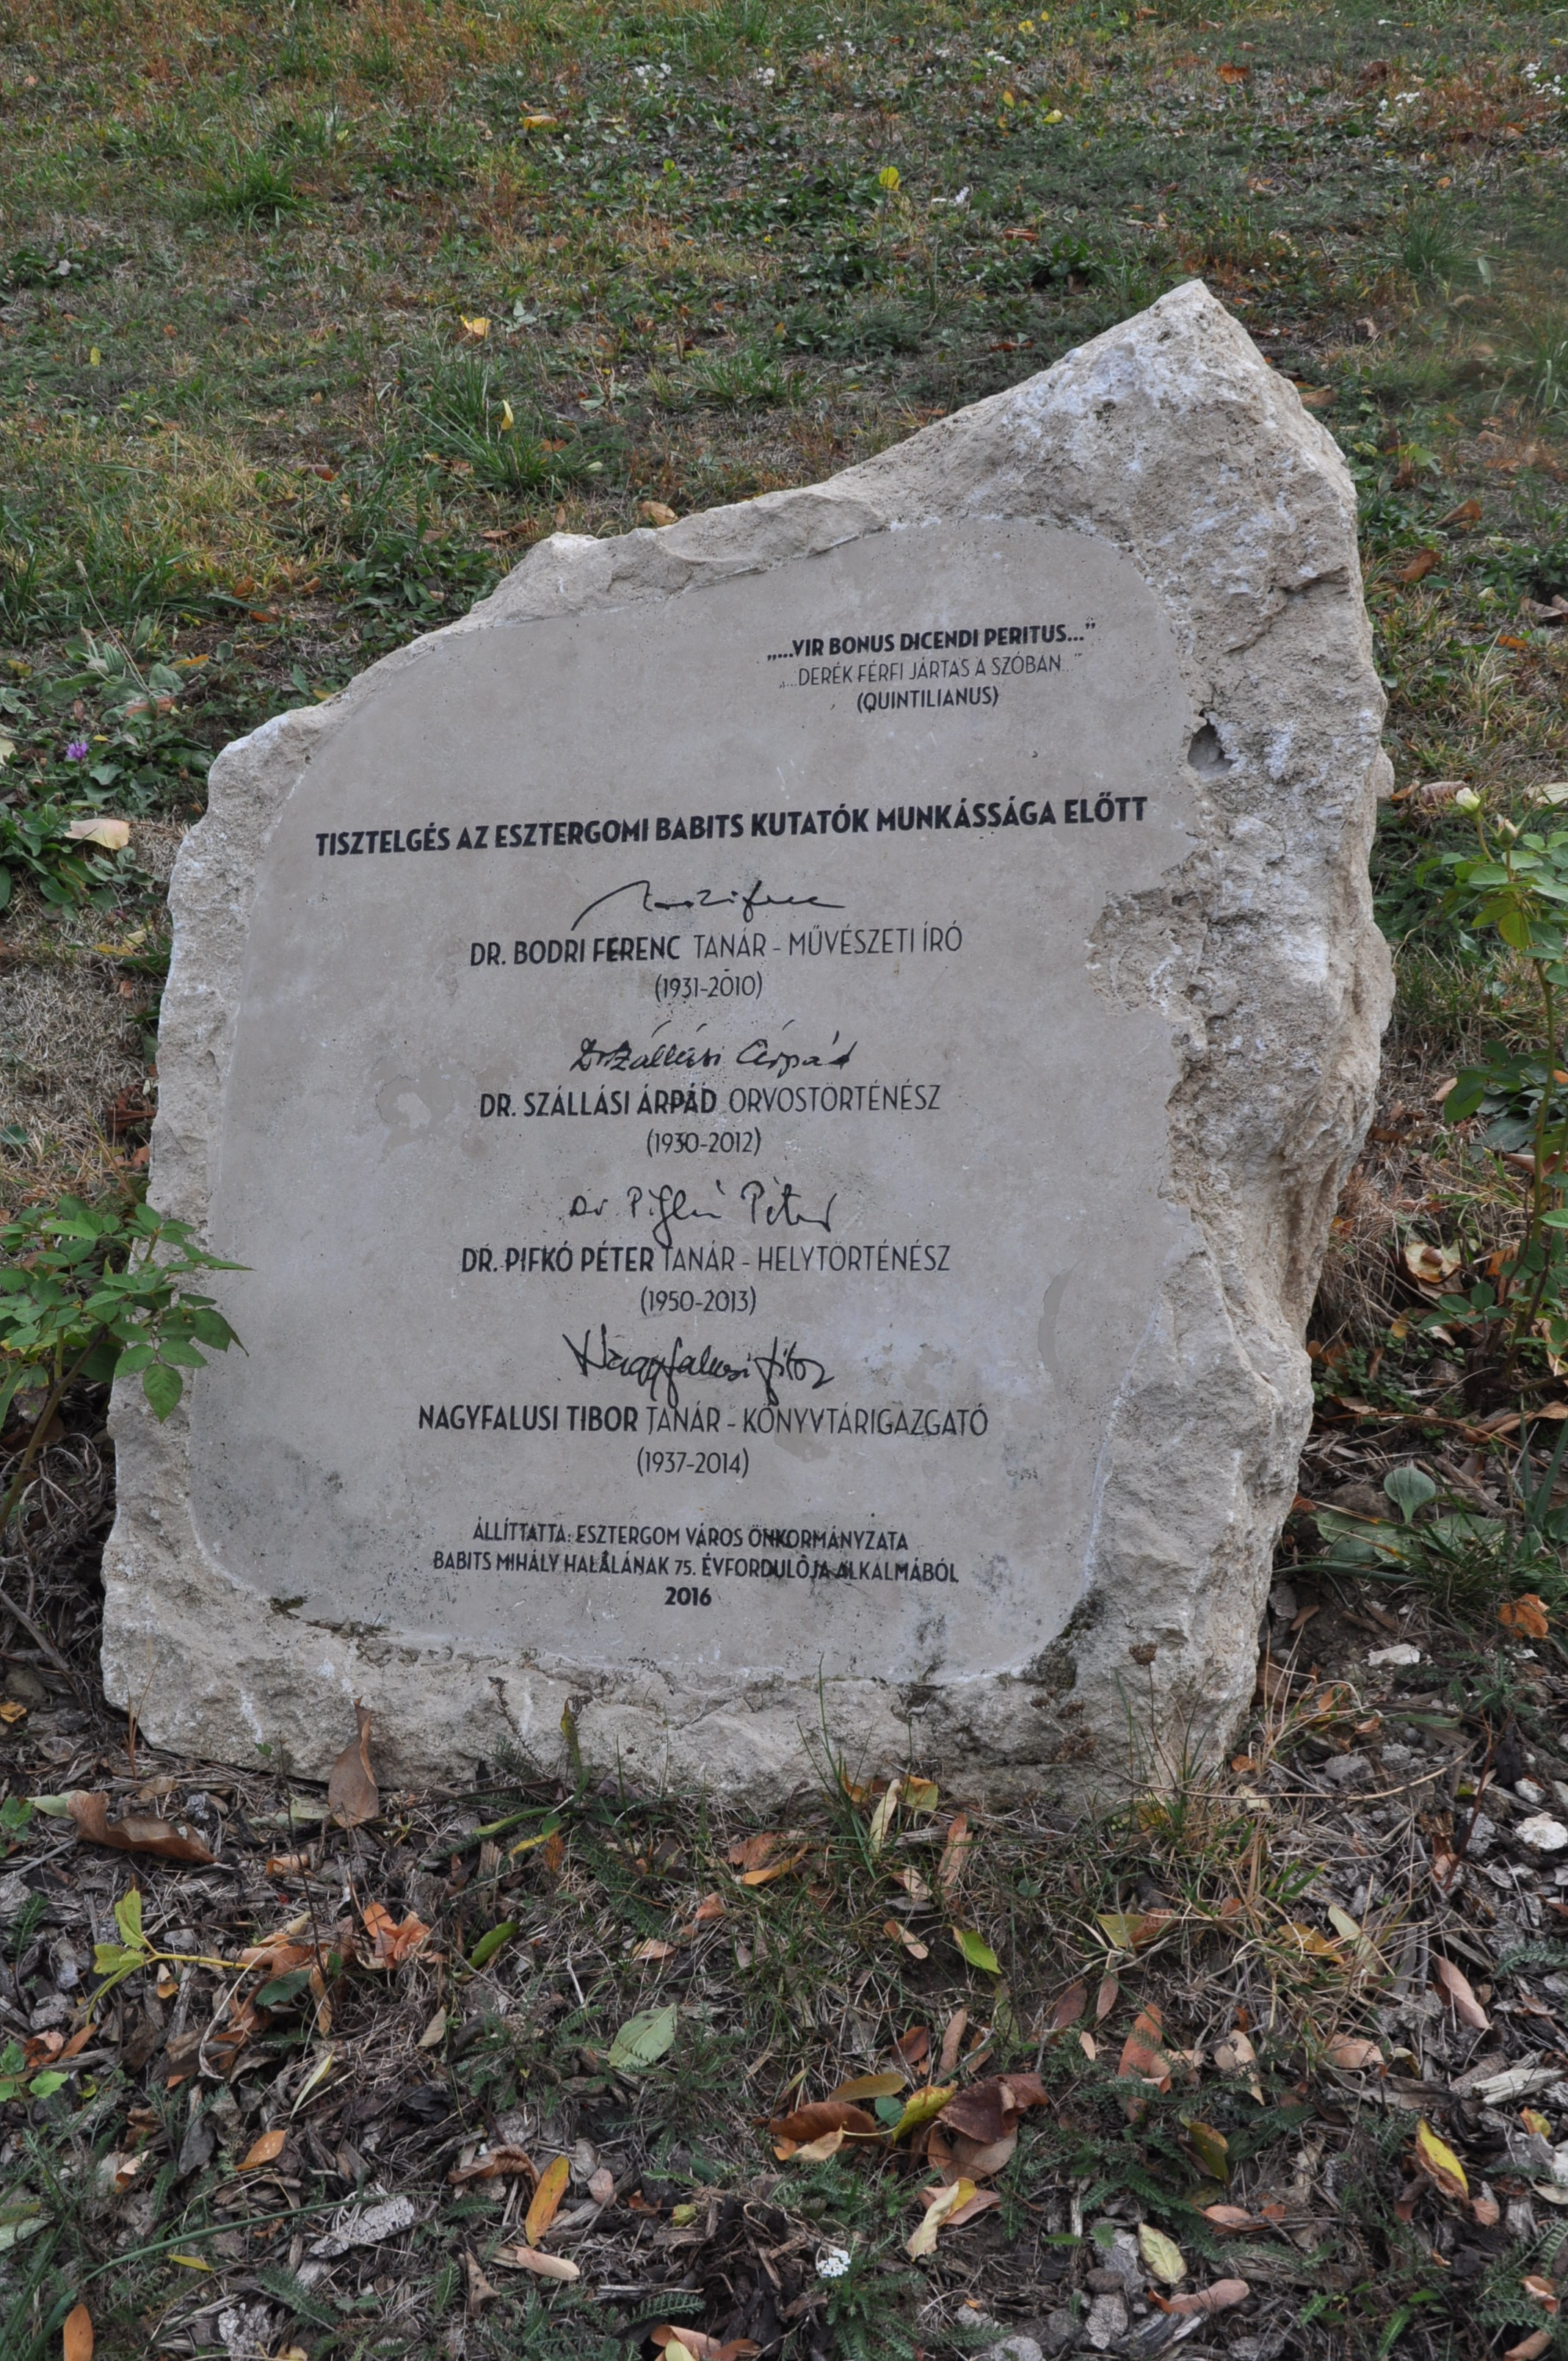 „...VIR BONUS DICENDI PERITUS...”
„...DERÉK FÉRFI JÁRTAS A SZÓBAN...”
(QUINTILIANUS)
TISZTELGÉS AZ ESZTERGOMI BABITS KUTATÓK MUNKÁSSÁGA ELŐTT
DR. BODRI FERENC TANÁR - MŰVÉSZETI ÍRÓ
(1931-2010)
Dr Szállási Árpád
DR. SZÁLLÁSI ÁRPÁD ORVOSTÖRTÉNÉSZ
(1930-2012)
Dr Pifkó Péter
DR. PIFKÓ PÉTER TANÁR - HELYTÖRTÉNÉSZ
(1950-2013)
Nagyfalusi Tibor
NAGYFALUSI TIBOR TANÁR - KÖNYVTÁRIGAZGATÓ
(1937-2014)
ÁLLÍTTATTA: ESZTERGOM VÁROS ÖNKORMÁNYZATA
BABITS MIHÁLY HALÁLÁNAK 75. ÉVFORDULÓJA ALKALMÁBÓL
2016